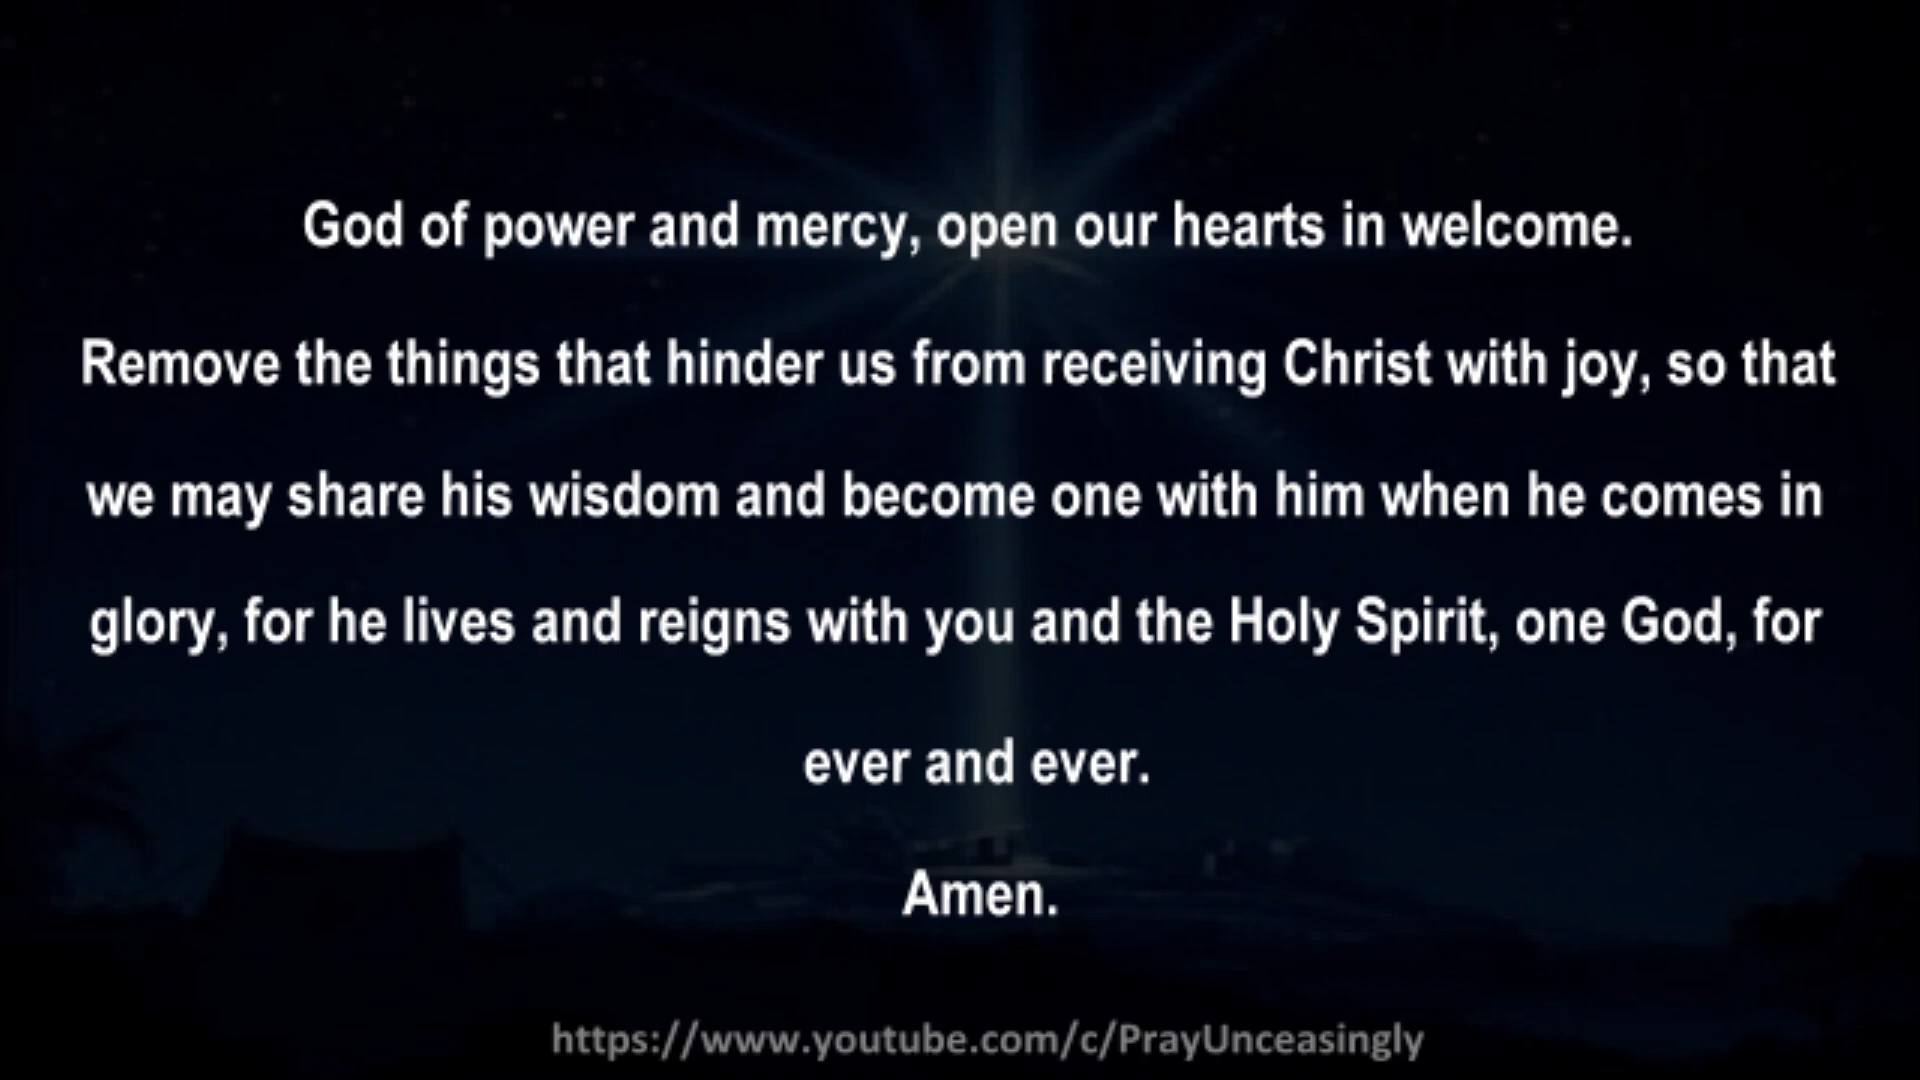 God of power and mercy, open our hearts in welcome.
Remove the things that hinder us from receiving Christ with joy, so that
we may share his wisdom and become one with him when he comes in
glory, for he lives and reigns with you and the Holy Spirit, one God, for
ever and ever.
Amen.
https://www.youtube.com/c/PrayUnceasingly